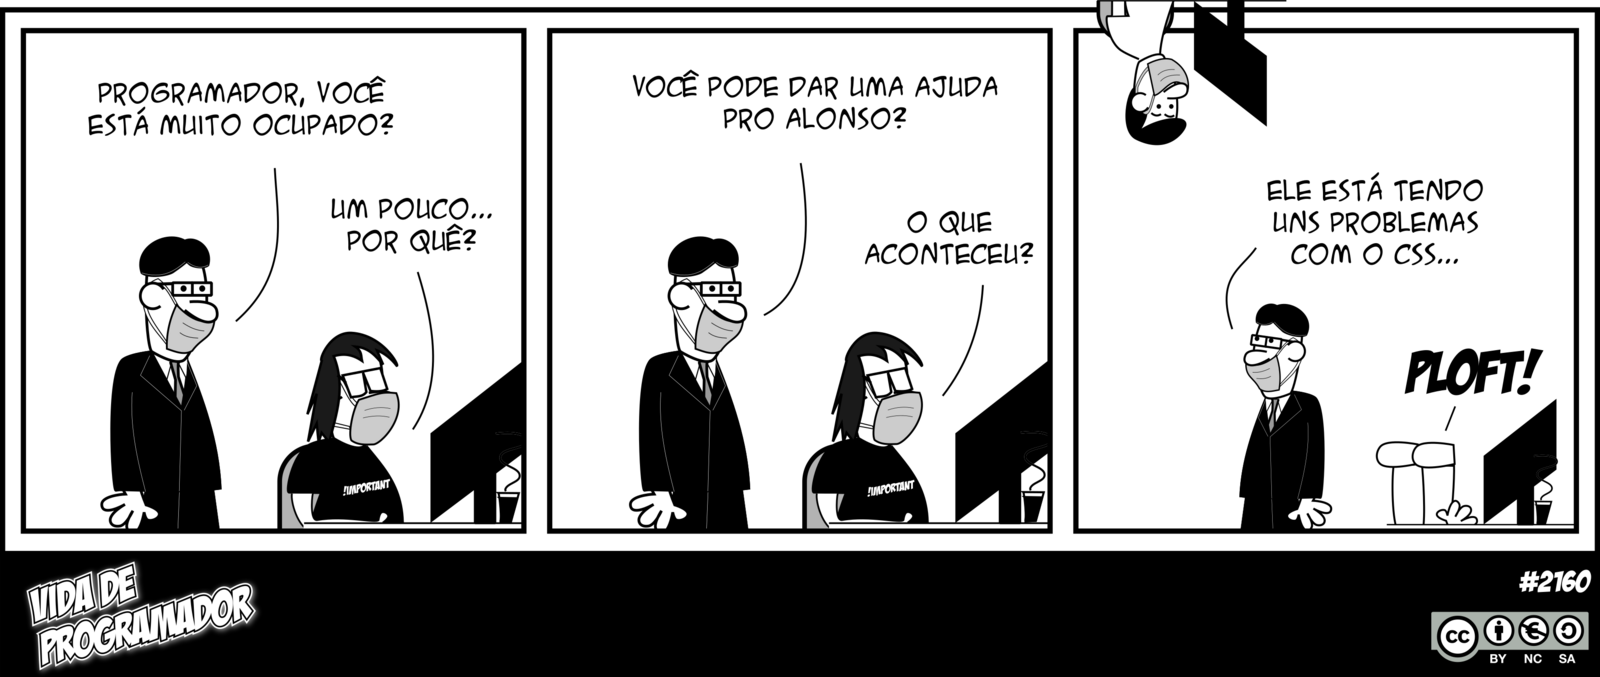 PROGRAMADOR, VOCÊ
ESTÁ MUITO OCUPADO?
UM POUCO...
POR QUÊ?
!IMPORTANT
VOCÊ PODE DAR UMA AJUDA
PRO ALONSO?
O QUE
ACONTECEU?
!IMPORTANT
ELE ESTÁ TENDO
UNS PROBLEMAS
COM O CSS...
PLOFT!
VIDA DE
PROGRAMADOR
#2160
cc
BY NC SA